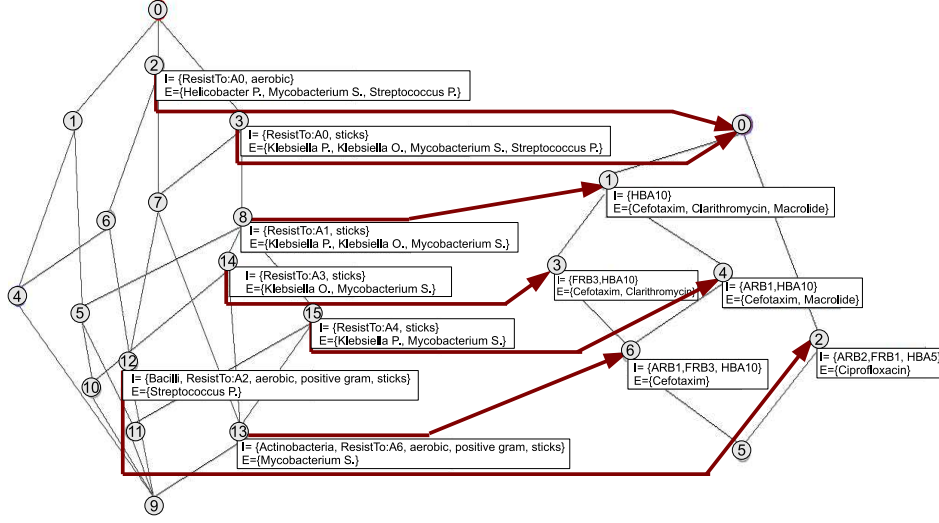 0
2
I= {ResistTo:A0, aerobic}
E={Helicobacter P., Mycobacterium S., Streptococcus P.}
1
3
I= {ResistTo:A0, sticks}
E={Klebsiella P., Klebsiella O., Mycobacterium S., Streptococcus P.}
0
1
I= {HBA10}
E={Cefotaxim, Clarithromycin, Macrolide}
7
6
8
I= {ResistTo:A1, sticks}
E={Klebsiella P., Klebsiella O., Mycobacterium S.}
14
I= {ResistTo:A3, sticks}
E={Klebsiella O., Mycobacterium S.}
3
I= {FRB3,HBA10}
E={Cefotaxim, Clarithromycin}
4
I= {ARB1,HBA10}
E={Cefotaxim, Macrolide}
4
5
15
I= {ResistTo:A4, sticks}
E={Klebsiella P., Mycobacterium S.}
2
I= {ARB2,FRB1, HBA5}
E={Ciprofloxacin}
6
I= {ARB1,FRB3, HBA10}
E={Cefotaxim}
12
I= {Bacilli, ResistTo:A2, aerobic, positive gram, sticks}
E={Streptococcus P.}
10
11
13
I= {Actinobacteria, ResistTo:A6, aerobic, positive gram, sticks}
E={Mycobacterium S.}
5
9